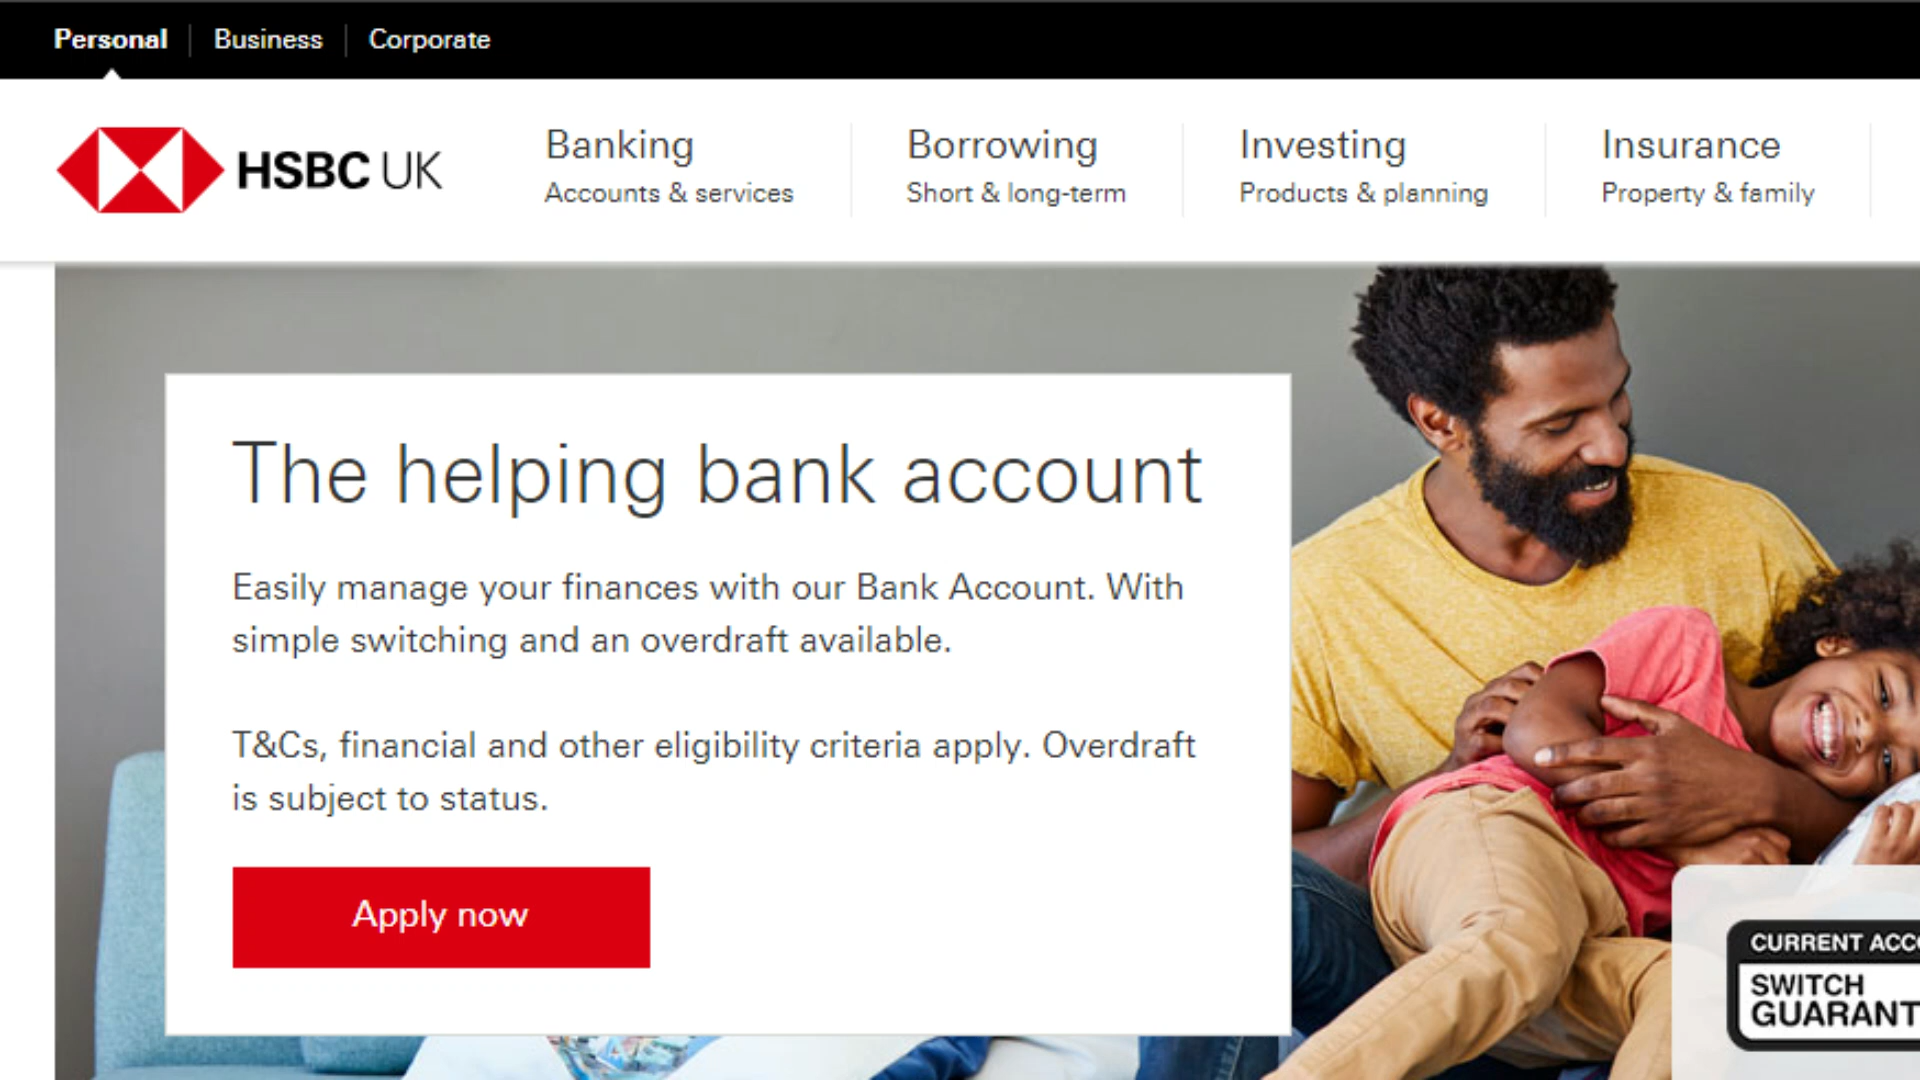 Personal
Business
Corporate
HSBC UK
Banking
Accounts & services
Borrowing
Short & long-term
Investing
Products & planning
Insurance
Property & family
The helping bank account
Easily manage your finances with our Bank Account. With
simple switching and an overdraft available.
T&Cs, financial and other eligibility criteria apply. Overdraft
is subject to status.
Apply now
CURRENT
SWITCH